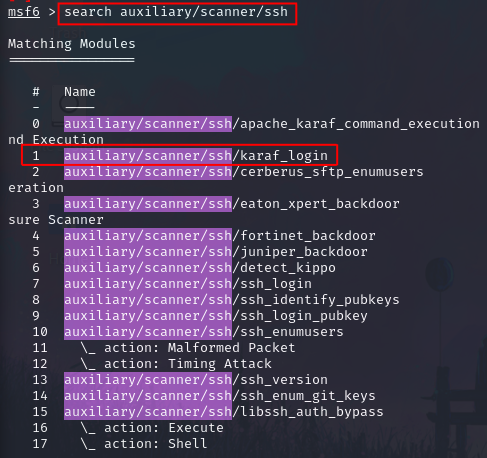 msf6 > search auxiliary/scanner/ssh
Matching Modules
================
# Name
- ----
0 auxiliary/scanner/ssh/apache_karaf_command_execution
nd Execution
1 auxiliary/scanner/ssh/karaf_login
2 auxiliary/scanner/ssh/cerberus_sftp_enumusers
eration
3 auxiliary/scanner/ssh/eaton_xpert_backdoor
sure Scanner
4 auxiliary/scanner/ssh/fortinet_backdoor
5 auxiliary/scanner/ssh/juniper_backdoor
6 auxiliary/scanner/ssh/detect_kippo
7 auxiliary/scanner/ssh/ssh_login
8 auxiliary/scanner/ssh/ssh_identify_pubkeys
9 auxiliary/scanner/ssh/ssh_login_pubkey
10 auxiliary/scanner/ssh/ssh_enumusers
11 \_ action: Malformed Packet
12 \_ action: Timing Attack
13 auxiliary/scanner/ssh/ssh_version
14 auxiliary/scanner/ssh/ssh_enum_git_keys
15 auxiliary/scanner/ssh/libssh_auth_bypass
16 \_ action: Execute
17 \_ action: Shell